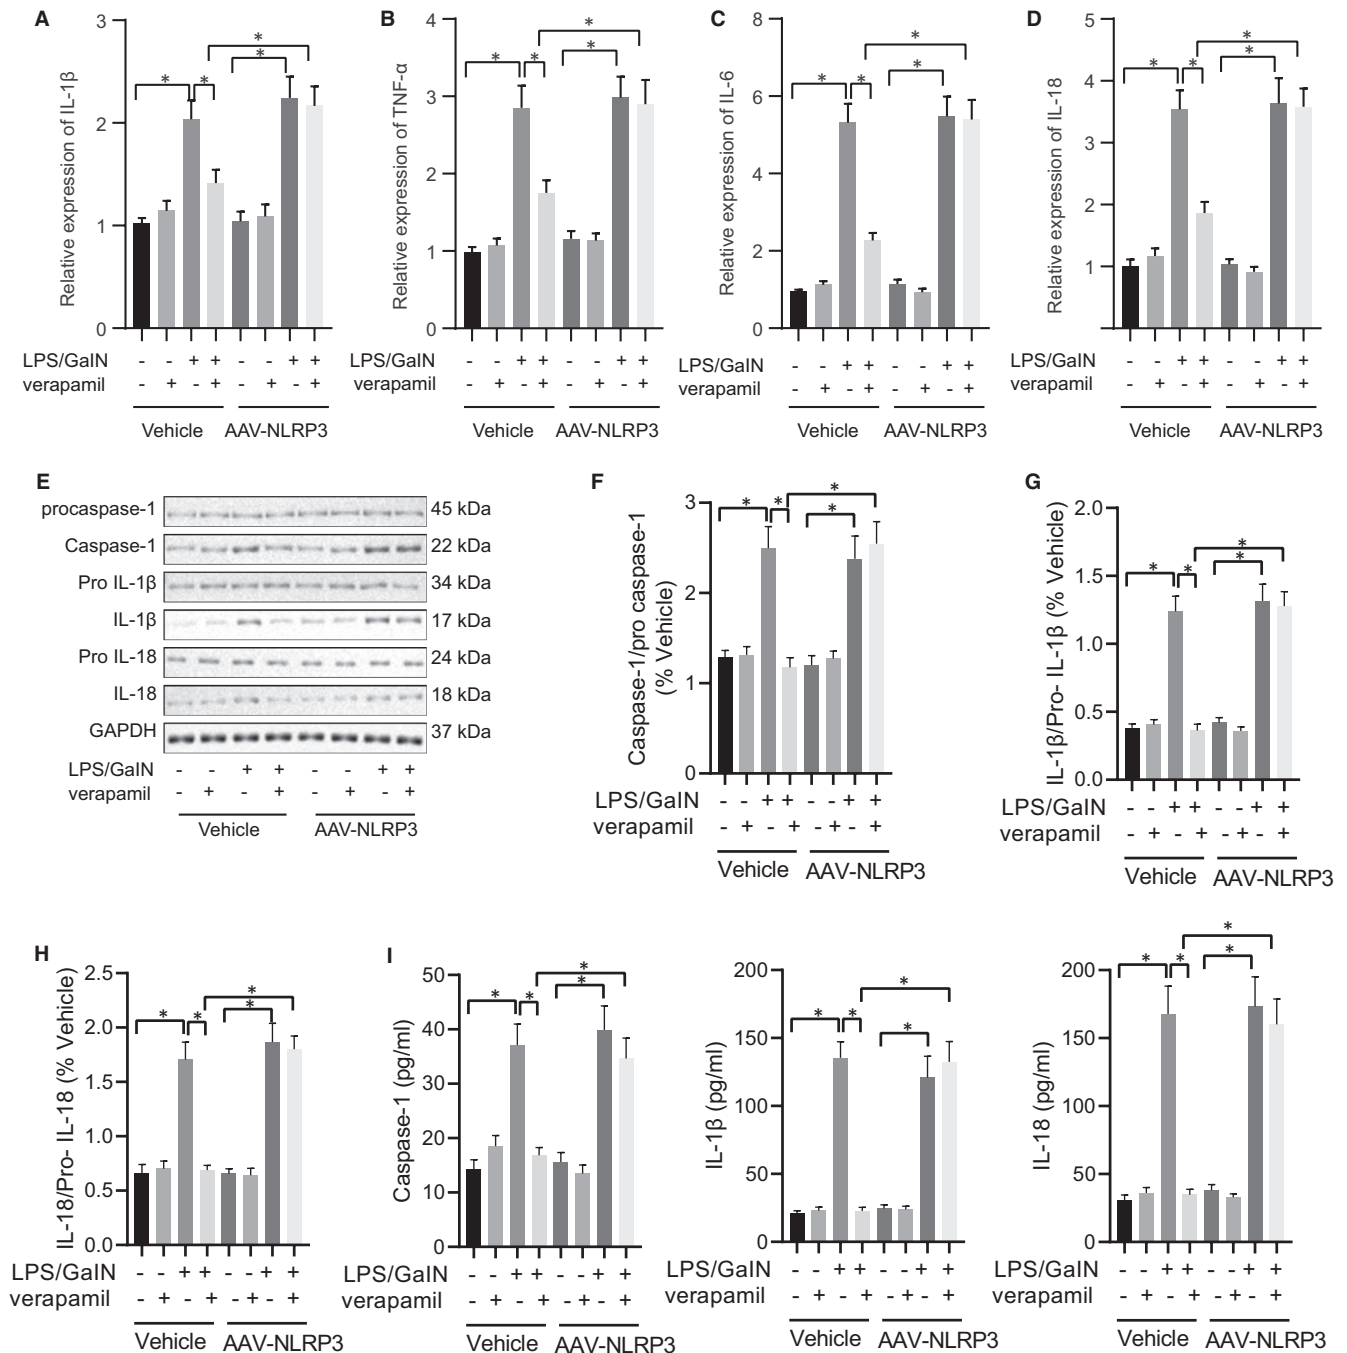 A
Relative expression of IL-1β
3
2
1
0
* * * *
LPS/GalN - - + + - - + +
verapamil - + - + - + - +
Vehicle AAV-NLRP3
B
Relative expression of TNF-α
4
3
2
1
0
* * * *
LPS/GalN - - + + - - + +
verapamil - + - + - + - +
Vehicle AAV-NLRP3
C
Relative expression of IL-6
8
6
4
2
0
* * * *
LPS/GalN - - + + - - + +
verapamil - + - + - + - +
Vehicle AAV-NLRP3
D
Relative expression of IL-18
5
4
3
2
1
* * * *
LPS/GalN - - + + - - + +
verapamil - + - + - + - +
Vehicle AAV-NLRP3
E
procaspase-1 45 kDa
Caspase-1 22 kDa
Pro IL-1β 34 kDa
IL-1β 17 kDa
Pro IL-18 24 kDa
IL-18 18 kDa
GAPDH 37 kDa
LPS/GalN - - + + - - + +
verapamil - + - + - + - +
Vehicle AAV-NLRP3
F
Caspase-1/pro caspase-1
(% Vehicle)
3
2
1
0
* * * *
LPS/GalN - - + + - - + +
verapamil - + - + - + - +
Vehicle AAV-NLRP3
G
IL-1β/Pro- IL-1β (% Vehicle)
2.0
1.5
1.0
0.5
0.0
* * * *
LPS/GalN - - + + - - + +
verapamil - + - + - + - +
Vehicle AAV-NLRP3
H
IL-18/Pro- IL-18 (% Vehicle)
2.5
2.0
1.5
1.0
0.5
0.0
* * * *
LPS/GalN - - + + - - + +
verapamil - + - + - + - +
Vehicle AAV-NLRP3
I
Caspase-1 (pg/ml)
50
40
30
20
10
0
* * * *
LPS/GalN - - + + - - + +
verapamil - + - + - + - +
Vehicle AAV-NLRP3
IL-1β (pg/ml)
200
150
100
50
0
* * * *
LPS/GalN - - + + - - + +
verapamil - + - + - + - +
Vehicle AAV-NLRP3
IL-18 (pg/ml)
200
150
100
50
0
* * * *
LPS/GalN - - + + - - + +
verapamil - + - + - + - +
Vehicle AAV-NLRP3